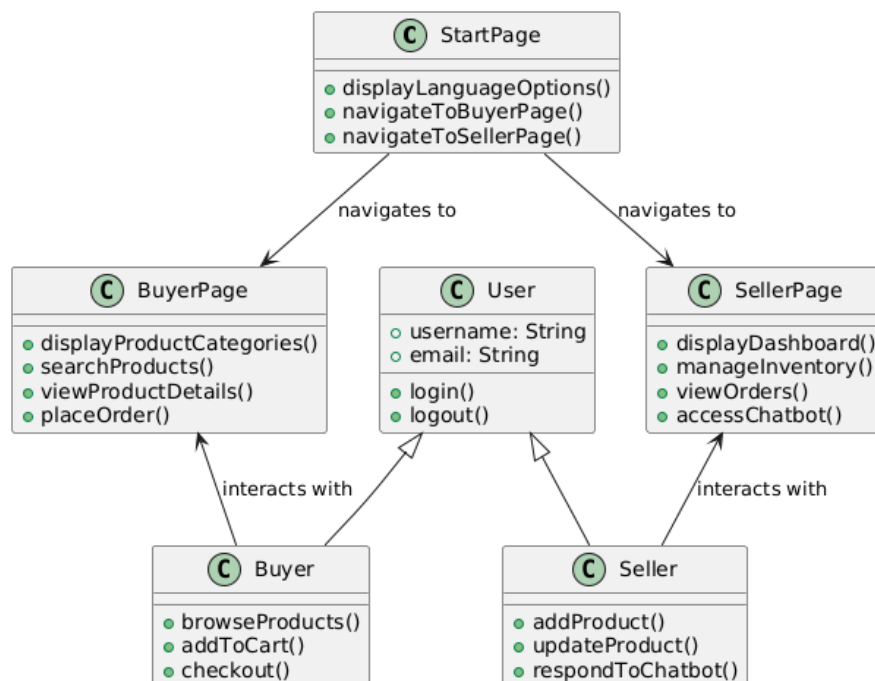 C StartPage
displayLanguageOptions()
navigateToBuyerPage()
navigateToSellerPage()
navigates to
navigates to
C BuyerPage
displayProductCategories()
searchProducts()
viewProductDetails()
placeOrder()
C User
username: String
email: String
login()
logout()
C SellerPage
displayDashboard()
manageInventory()
viewOrders()
accessChatbot()
interacts with
interacts with
C Buyer
browseProducts()
addToCart()
checkout()
C Seller
addProduct()
updateProduct()
respondToChatbot()